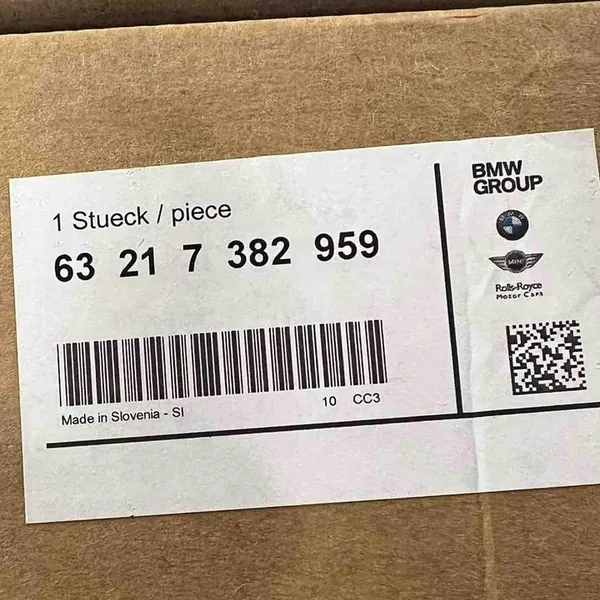 1 Stueck / piece
63 21 7 382 959
Made in Slovenia - SI
10 CC3
BMW
GROUP
Rolls-Royce
Motor Cars